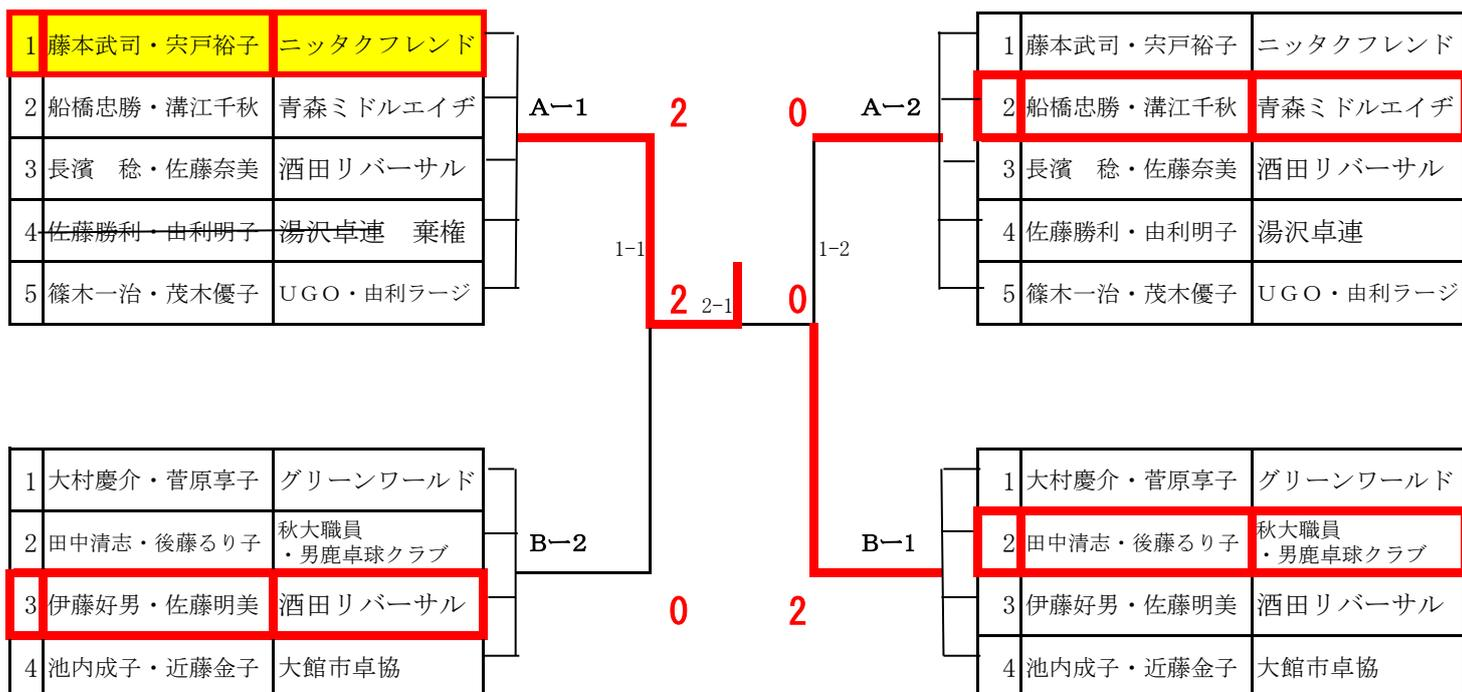 1 藤本武司・宍戸裕子 ニッタクフレンド
2 船橋忠勝・溝江千秋 青森ミドルエイヂ
3 長濱　稔・佐藤奈美 酒田リバーサル
4 佐藤勝利・由利明子 湯沢卓連　棄権
5 篠木一治・茂木優子 ＵＧＯ・由利ラージ
A－1
2
0
A－2
1-1
1-2
2
2-1
0
1 藤本武司・宍戸裕子 ニッタクフレンド
2 船橋忠勝・溝江千秋 青森ミドルエイヂ
3 長濱　稔・佐藤奈美 酒田リバーサル
4 佐藤勝利・由利明子 湯沢卓連
5 篠木一治・茂木優子 ＵＧＯ・由利ラージ
1 大村慶介・菅原享子 グリーンワールド
2 田中清志・後藤るり子 秋大職員
・男鹿卓球クラブ
3 伊藤好男・佐藤明美 酒田リバーサル
4 池内成子・近藤金子 大館市卓協
B－2
B－1
0
2
1 大村慶介・菅原享子 グリーンワールド
2 田中清志・後藤るり子 秋大職員
・男鹿卓球クラブ
3 伊藤好男・佐藤明美 酒田リバーサル
4 池内成子・近藤金子 大館市卓協